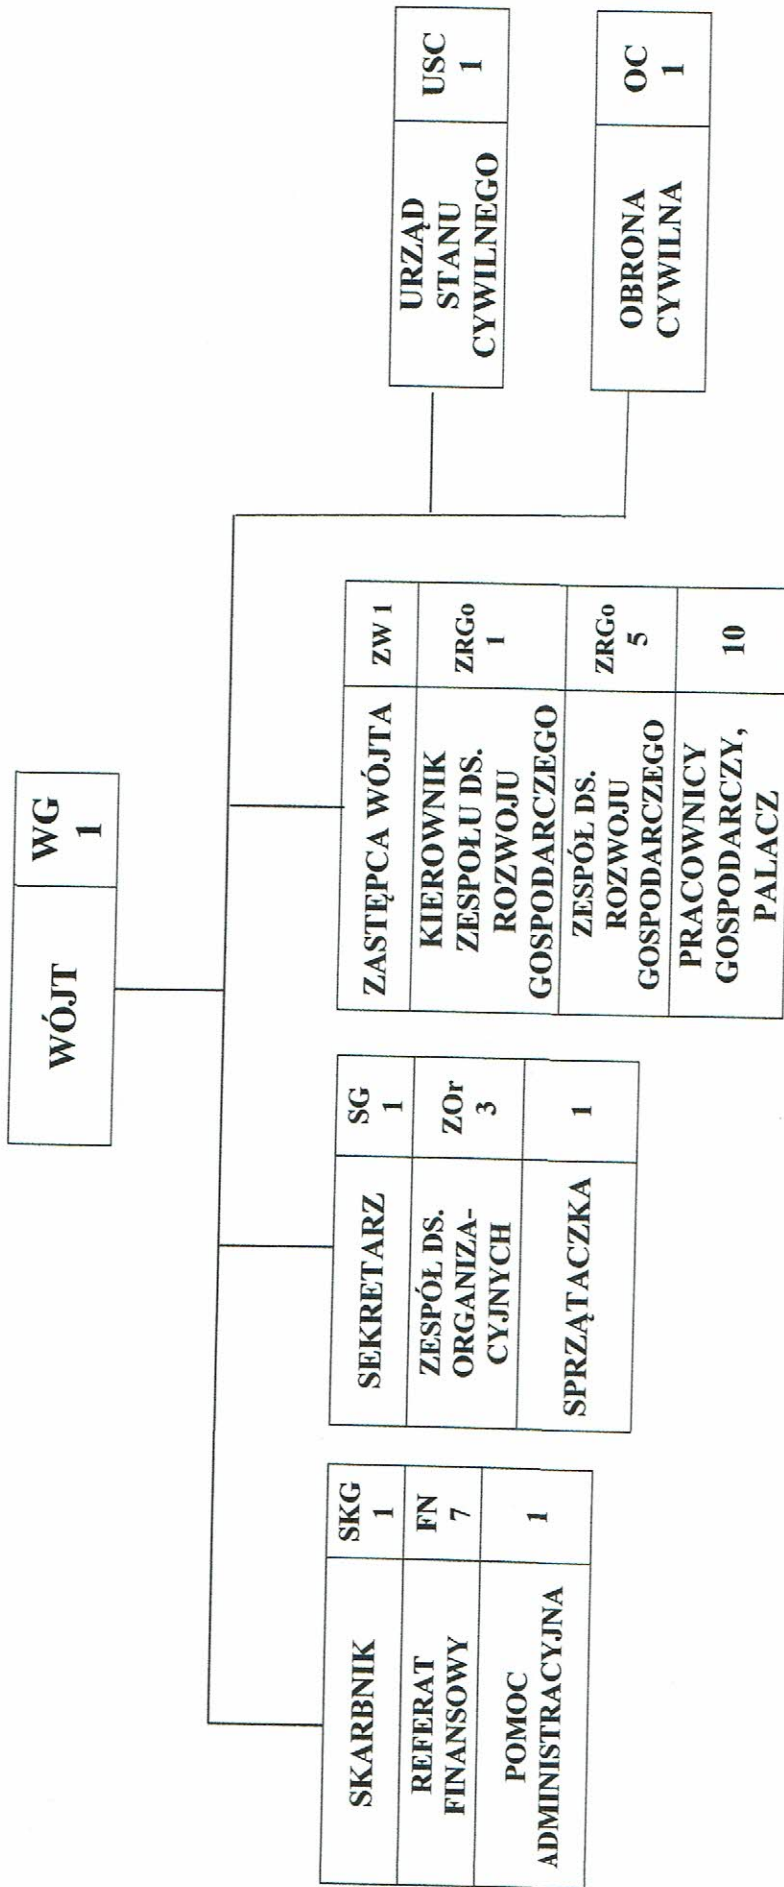 WÓJT
WG
1
SKARBNIK
SKG
1
REFERAT
FINANSOWY
FN
7
POMOC
ADMINISTRACYJNA
1
SEKRETARZ
SG
1
ZESPÓŁ DS.
ORGANIZA-
CYJNYCH
ZOr
3
SPRZĄTACZKA
1
ZASTĘPCA WÓJTA
ZW 1
KIEROWNIK
ZESPOŁU DS.
ROZWOJU
GOSPODARCZEGO
ZRGo
1
ZESPÓŁ DS.
ROZWOJU
GOSPODARCZEGO
ZRGo
5
PRACOWNICY
GOSPODARCZY,
PALACZ
10
URZĄD
STANU
CYWILNEGO
USC
1
OBRONA
CYWILNA
OC
1